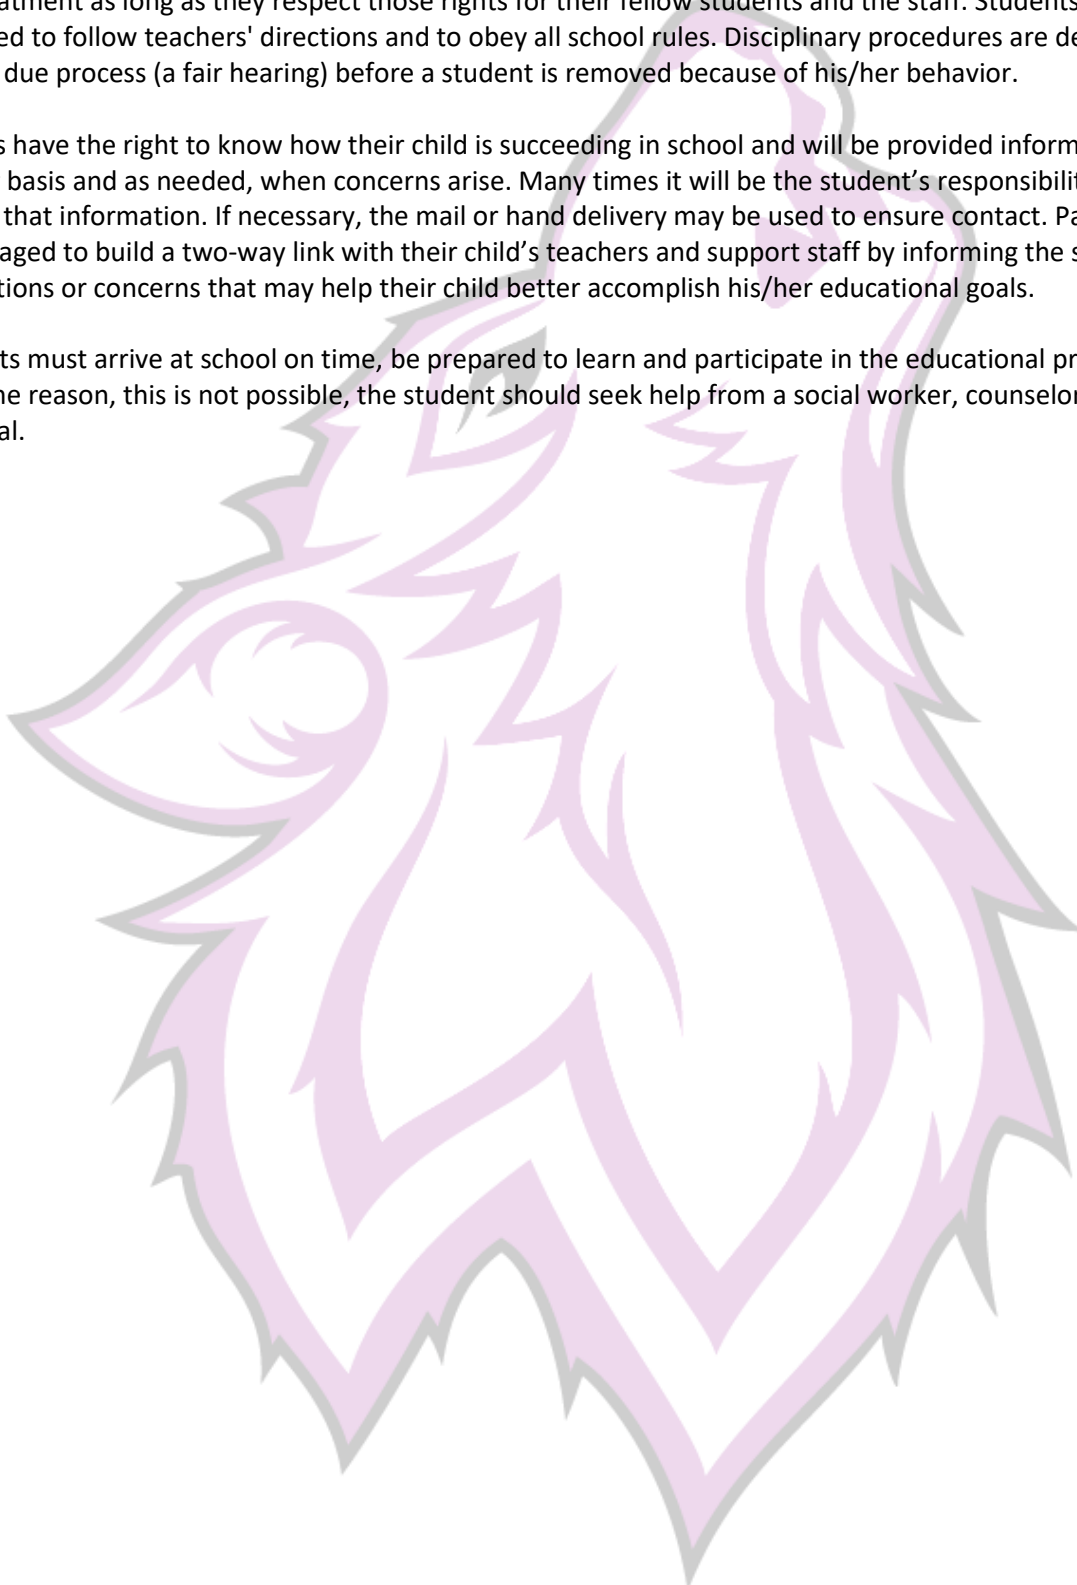 atment as long as they respect those rights for their fellow students and the staff. Students
ed to follow teachers' directions and to obey all school rules. Disciplinary procedures are de
due process (a fair hearing) before a student is removed because of his/her behavior.
s have the right to know how their child is succeeding in school and will be provided inform
basis and as needed, when concerns arise. Many times it will be the student’s responsibilit
that information. If necessary, the mail or hand delivery may be used to ensure contact. Pa
aged to build a two-way link with their child’s teachers and support staff by informing the s
tions or concerns that may help their child better accomplish his/her educational goals.
ts must arrive at school on time, be prepared to learn and participate in the educational pr
ne reason, this is not possible, the student should seek help from a social worker, counselor
al.